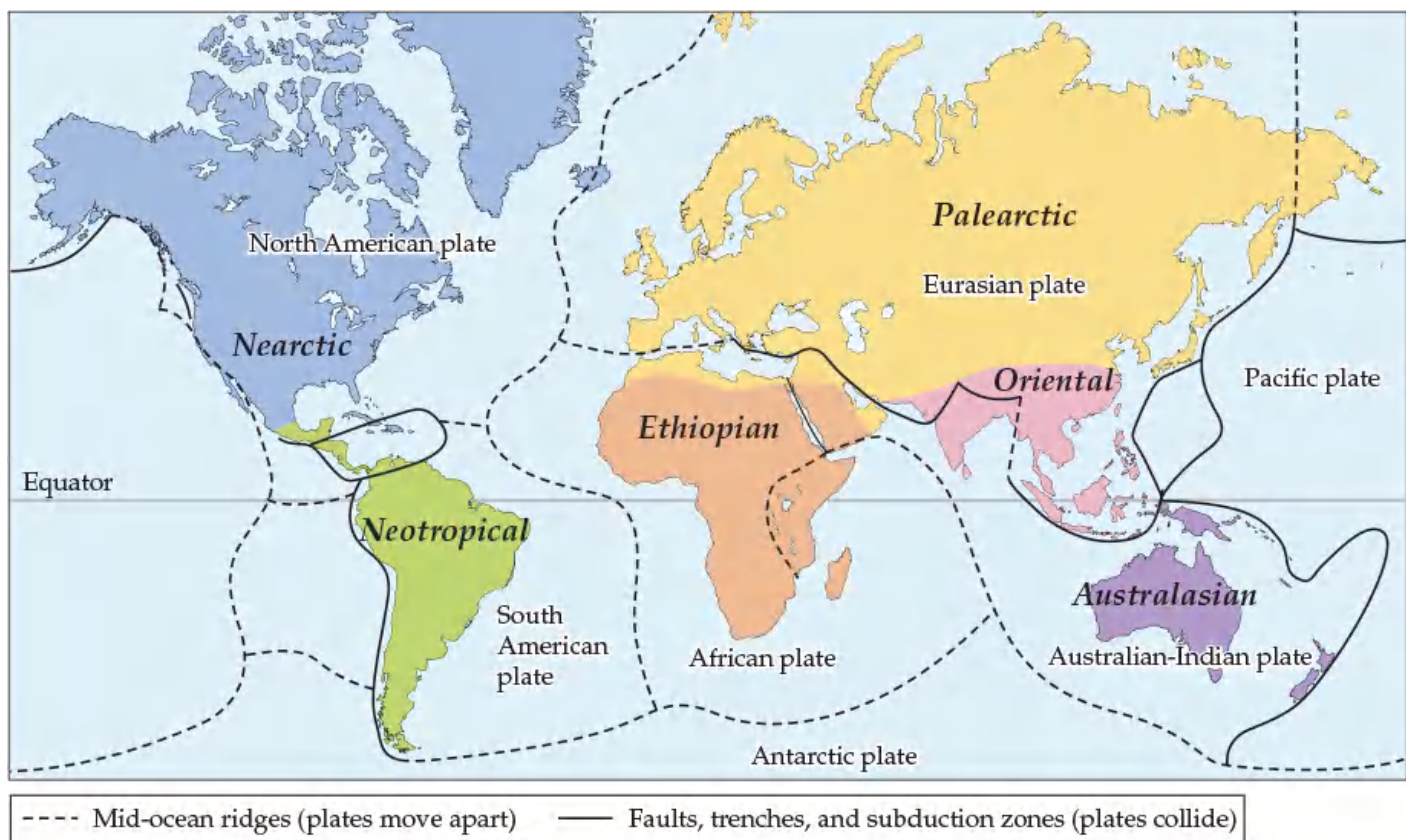 Palearctic
North American plate
Eurasian plate
Nearctic
Oriental
Pacific plate
Ethiopian
Equator
Neotropical
Australasian
South
American
plate
African plate
Australian-Indian plate
Antarctic plate
Mid-ocean ridges (plates move apart)
Faults, trenches, and subduction zones (plates collide)